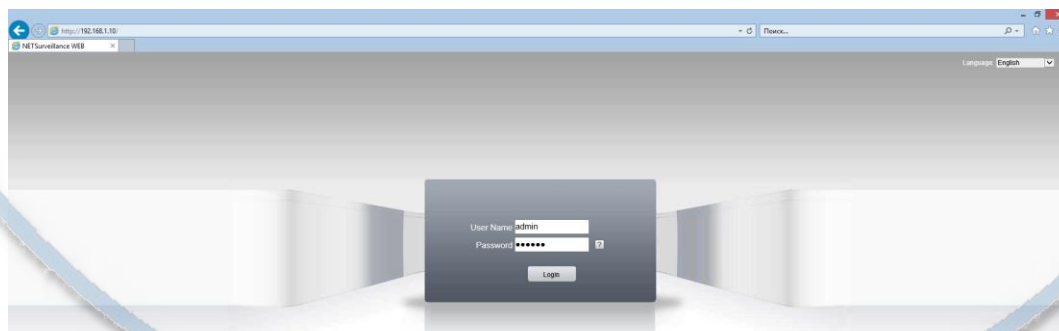 http://192.168.1.10/
Поиск...
NETSurveillance WEB
Language English
User Name admin
Password ●●●●●●
?
Login